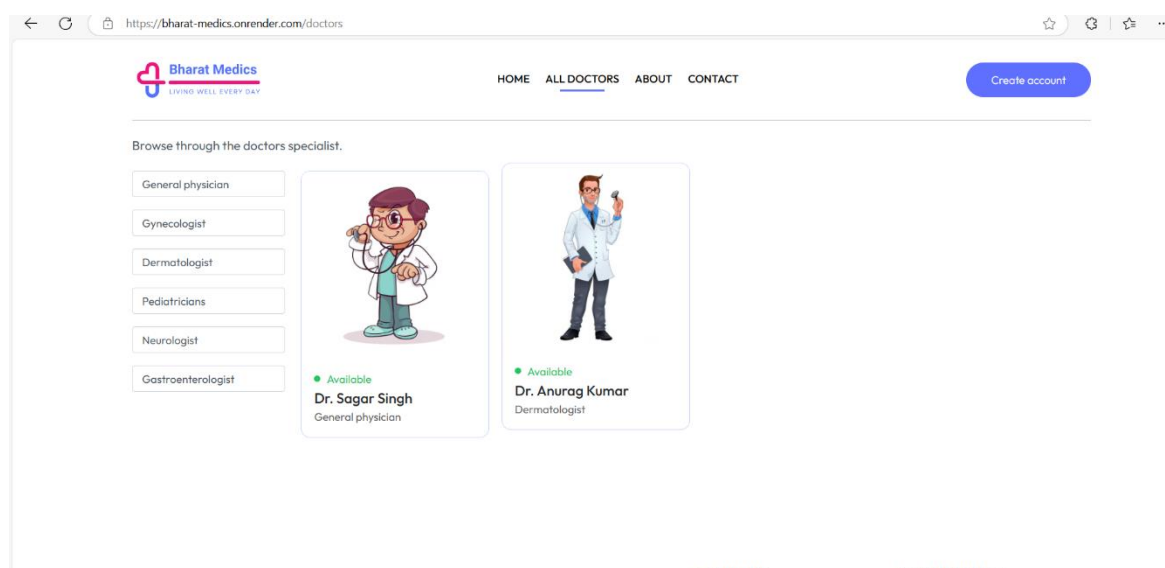 https://bharat-medics.onrender.com/doctors
Bharat Medics
LIVING WELL EVERY DAY
HOME ALL DOCTORS ABOUT CONTACT
Create account
Browse through the doctors specialist.
General physician
Gynecologist
Dermatologist
Pediatricians
Neurologist
Gastroenterologist
Available
Dr. Sagar Singh
General physician
Available
Dr. Anurag Kumar
Dermatologist